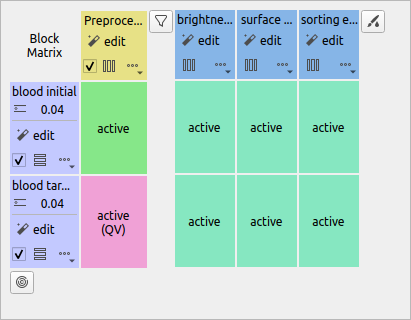 Block Matrix
Preproce...
brightne...
surface ...
sorting e...
edit
edit
edit
edit
blood initial
0.04
edit
active
active
active
active
blood tar...
0.04
edit
active (QV)
active
active
active